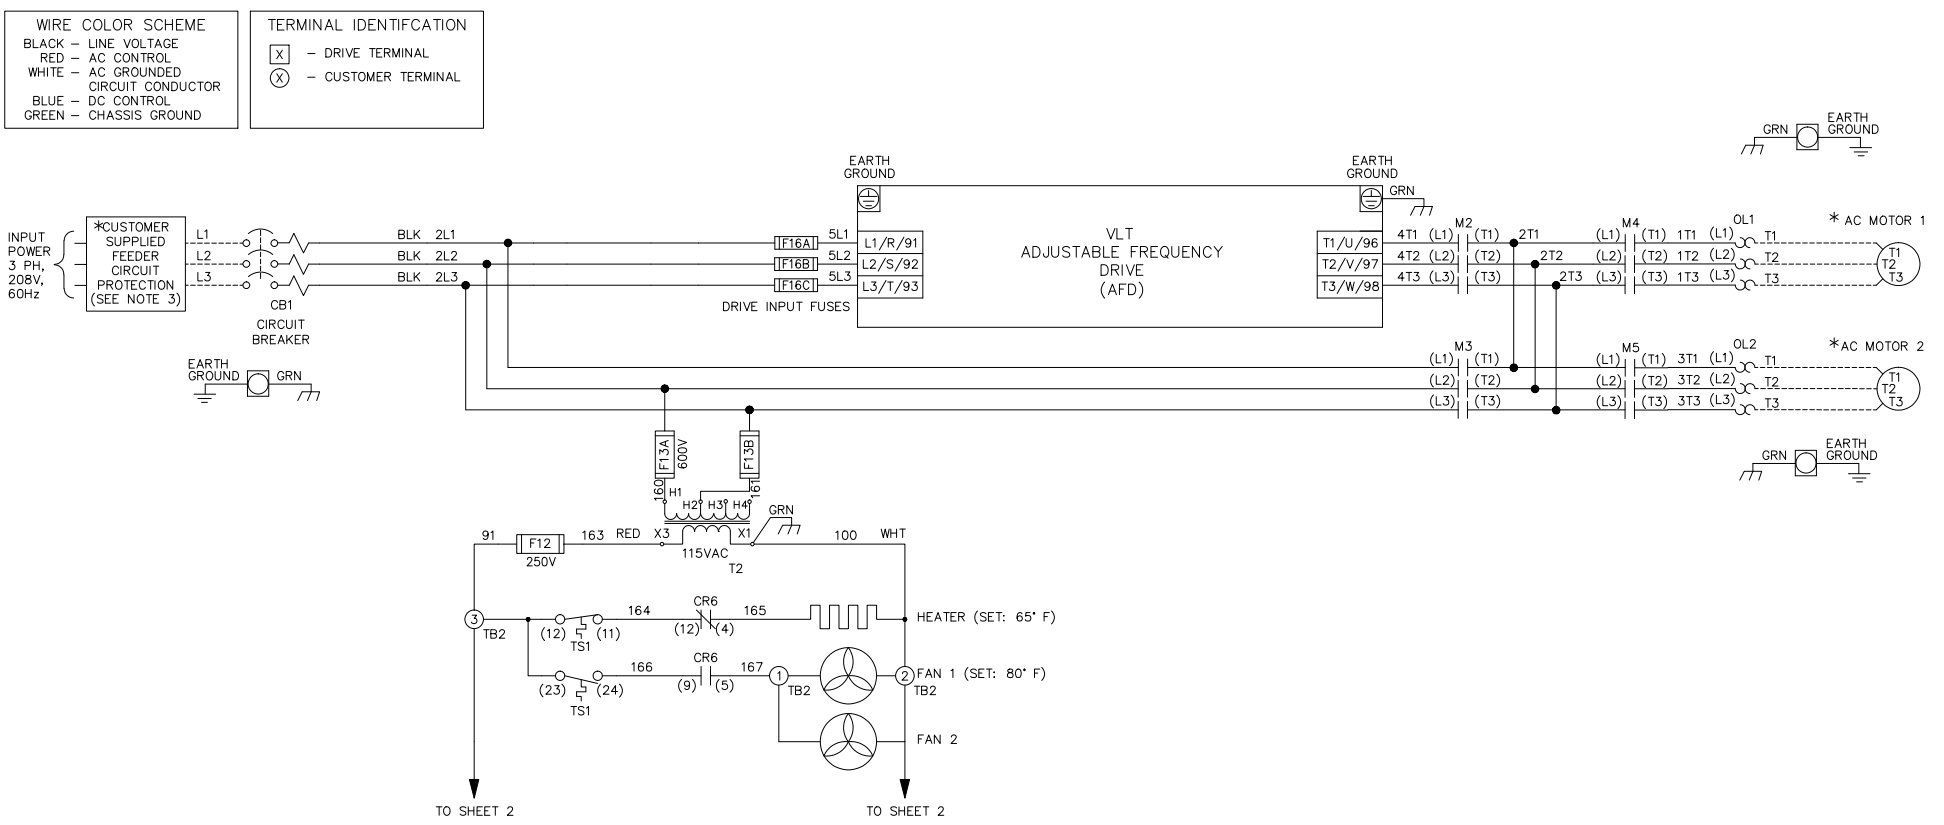 WIRE COLOR SCHEME
BLACK – LINE VOLTAGE
RED – AC CONTROL
WHITE – AC GROUNDED
CIRCUIT CONDUCTOR
BLUE – DC CONTROL
GREEN – CHASSIS GROUND
TERMINAL IDENTIFCATION
X – DRIVE TERMINAL
X – CUSTOMER TERMINAL
INPUT
POWER
3 PH,
208V,
60Hz
*CUSTOMER
SUPPLIED
FEEDER
CIRCUIT
PROTECTION
(SEE NOTE 3)
L1
L2
L3
CB1
CIRCUIT
BREAKER
BLK 2L1
BLK 2L2
BLK 2L3
EARTH
GROUND
GRN
F16A
F16B
F16C
5L1
5L2
5L3
DRIVE INPUT FUSES
EARTH
GROUND
L1/R/91
L2/S/92
L3/T/93
VLT
ADJUSTABLE FREQUENCY
DRIVE
(AFD)
EARTH
GROUND
GRN
T1/U/96
T2/V/97
T3/W/98
4T1 (L1) M2 (T1) 2T1 (L1) M4 (T1) 1T1 (L1) OL1 T1
4T2 (L2) (T2) 2T2 (L2) (T2) 1T2 (L2) T2
4T3 (L3) (T3) 2T3 (L3) (T3) 1T3 (L3) T3
* AC MOTOR 1
T1
T2
T3
GRN
EARTH
GROUND
(L1) M3 (T1) (L1) M5 (T1) 3T1 (L1) OL2 T1
(L2) (T2) (L2) (T2) 3T2 (L2) T2
(L3) (T3) (L3) (T3) 3T3 (L3) T3
*AC MOTOR 2
T1
T2
T3
GRN
EARTH
GROUND
F13A
600V
F13B
160
161
H1
H2
H3
H4
GRN
91
F12
250V
163
RED
X3
X1
115VAC
T2
100
WHT
3
TB2
(12)
(11)
TS1
164
CR6
(12)
(4)
165
HEATER (SET: 65° F)
(23)
(24)
TS1
166
CR6
(9)
(5)
167
1
TB2
2
TB2
FAN 1 (SET: 80° F)
FAN 2
TO SHEET 2
TO SHEET 2